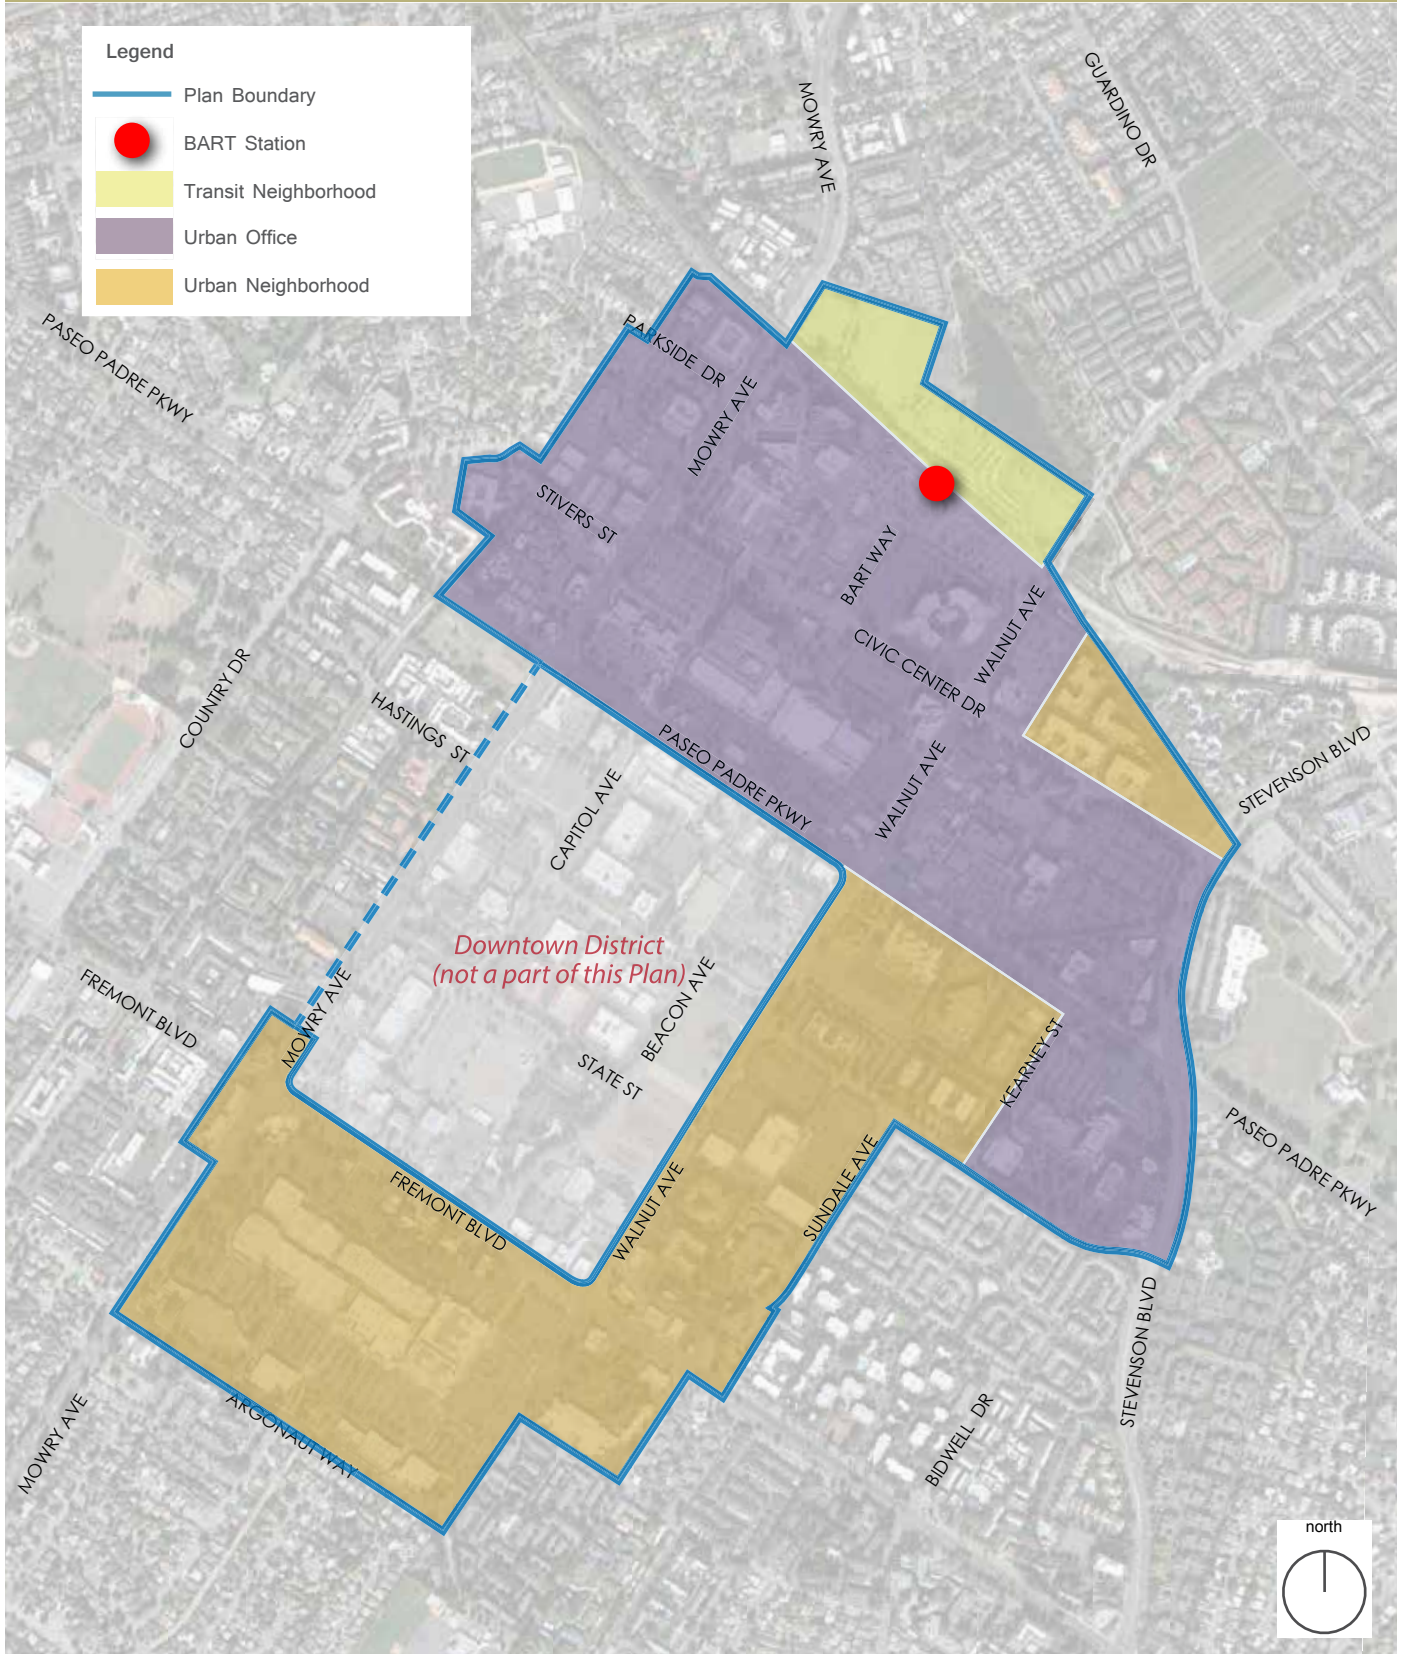 Legend
Plan Boundary
BART Station
Transit Neighborhood
Urban Office
Urban Neighborhood
MOWRY AVE
GUARDINO DR
PASEO PADRE PKWY
PARKSIDE DR
MOWRY AVE
STIVERS ST
BART WAY
WALNUT AVE
CIVIC CENTER DR
COUNTRY DR
HASTINGS ST
PASEO PADRE PKWY
WALNUT AVE
STEVENSON BLVD
CAPITOL AVE
Downtown District
(not a part of this Plan)
BEACON AVE
FREMONT BLVD
MOWRY AVE
STATE ST
KEARNEY ST
PASEO PADRE PKWY
FREMONT BLVD
WALNUT AVE
SUNDALE AVE
STEVENSON BLVD
ARGONAUT WAY
MOWRY AVE
BIDWELL DR
north